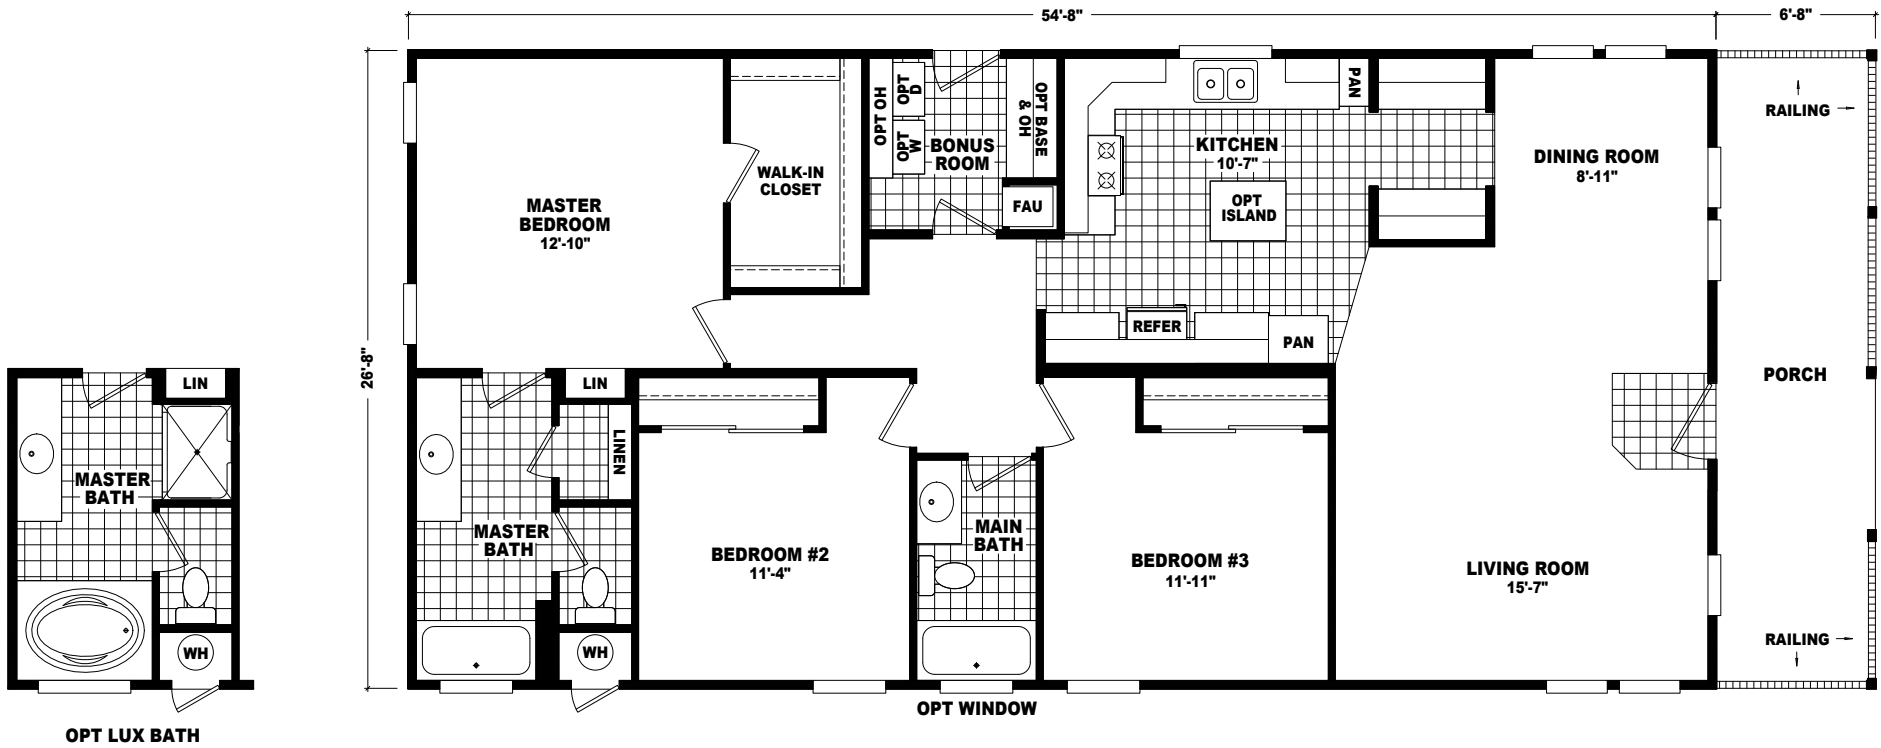 54'-8"
6'-8"
26'-8"
MASTER
BEDROOM
12'-10"
WALK-IN
CLOSET
OPT OH
OPT
D
OPT
W
BONUS
ROOM
OPT BASE
& OH
FAU
KITCHEN
10'-7"
PAN
OPT
ISLAND
REFER
PAN
DINING ROOM
8'-11"
RAILING
PORCH
RAILING
LIVING ROOM
15'-7"
LIN
LINEN
MASTER
BATH
WH
BEDROOM #2
11'-4"
MAIN
BATH
BEDROOM #3
11'-11"
OPT WINDOW
LIN
MASTER
BATH
WH
OPT LUX BATH